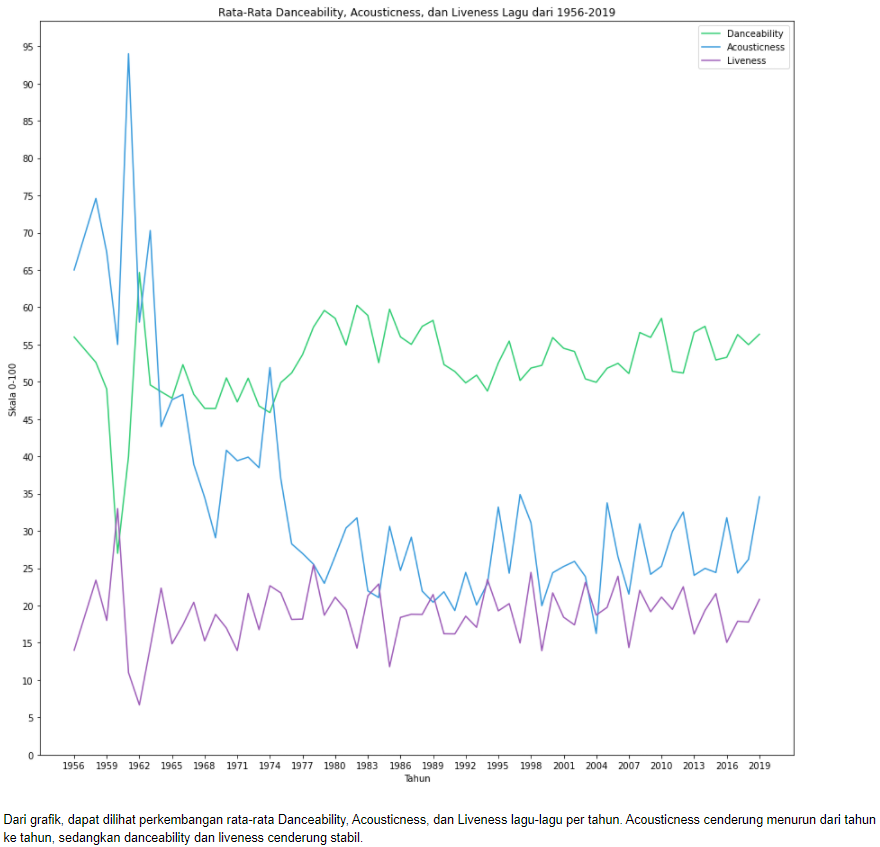 Rata-Rata Danceability, Acousticness, dan Liveness Lagu dari 1956-2019
Danceability
Acousticness
Liveness
95
90
85
80
75
70
65
60
55
50
45
40
35
30
25
20
15
10
5
0
Skala 0-100
1956 1959 1962 1965 1968 1971 1974 1977 1980 1983 1986 1989 1992 1995 1998 2001 2004 2007 2010 2013 2016 2019
Tahun
Dari grafik, dapat dilihat perkembangan rata-rata Danceability, Acousticness, dan Liveness lagu-lagu per tahun. Acousticness cenderung menurun dari tahun
ke tahun, sedangkan danceability dan liveness cenderung stabil.